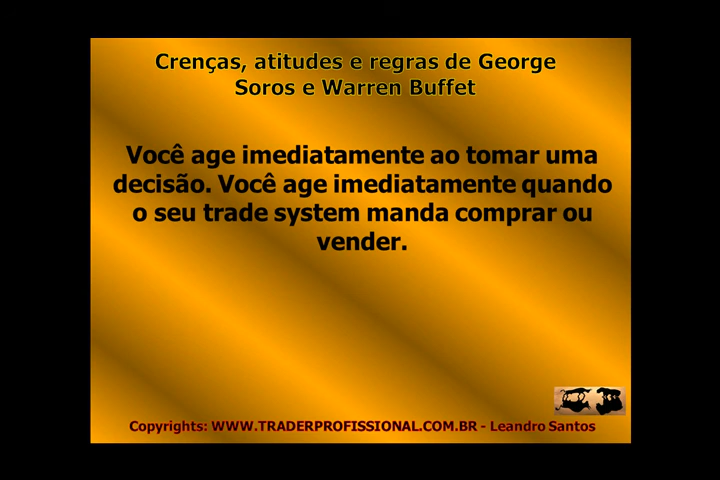 Crenças, atitudes e regras de George
Soros e Warren Buffet
Você age imediatamente ao tomar uma
decisão. Você age imediatamente quando
o seu trade system manda comprar ou
vender.
Copyrights: WWW.TRADERPROFISSIONAL.COM.BR - Leandro Santos